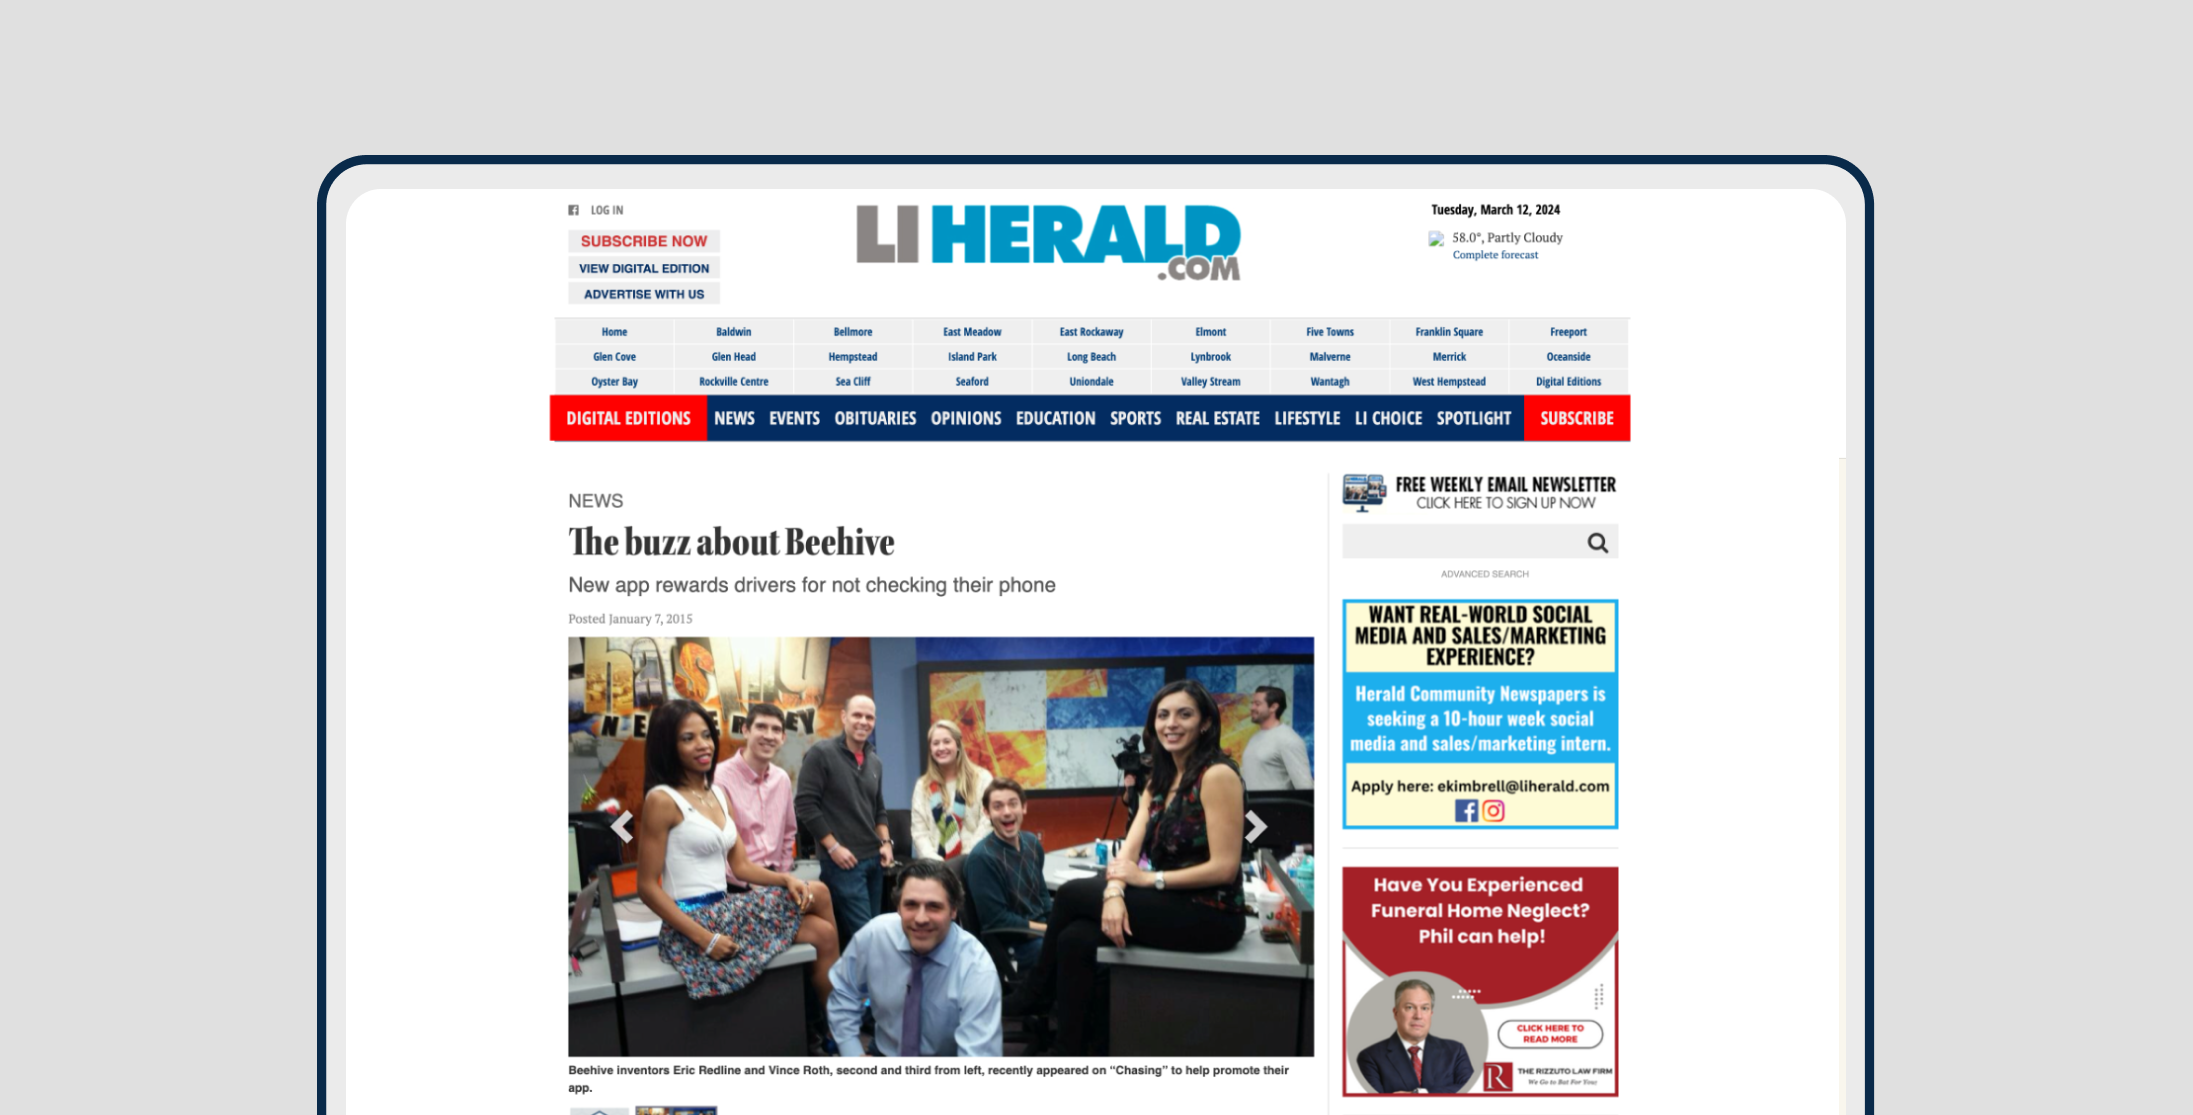 LOG IN
SUBSCRIBE NOW
VIEW DIGITAL EDITION
ADVERTISE WITH US
LI HERALD
.COM
Tuesday, March 12, 2024
58.0°, Partly Cloudy
Complete forecast
Home Baldwin Bellmore East Meadow East Rockaway Elmont Five Towns Franklin Square Freeport
Glen Cove Glen Head Hempstead Island Park Long Beach Lynbrook Malverne Merrick Oceanside
Oyster Bay Rockville Centre Sea Cliff Seaford Uniondale Valley Stream Wantagh West Hempstead Digital Editions
DIGITAL EDITIONS NEWS EVENTS OBITUARIES OPINIONS EDUCATION SPORTS REAL ESTATE LIFESTYLE LI CHOICE SPOTLIGHT SUBSCRIBE
NEWS
The buzz about Beehive
New app rewards drivers for not checking their phone
Posted January 7, 2015
Beehive inventors Eric Redline and Vince Roth, second and third from left, recently appeared on “Chasing” to help promote their
app.
FREE WEEKLY EMAIL NEWSLETTER
CLICK HERE TO SIGN UP NOW
ADVANCED SEARCH
WANT REAL-WORLD SOCIAL
MEDIA AND SALES/MARKETING
EXPERIENCE?
Herald Community Newspapers is
seeking a 10-hour week social
media and sales/marketing intern.
Apply here: ekimbrell@liherald.com
Have You Experienced
Funeral Home Neglect?
Phil can help!
CLICK HERE TO
READ MORE
R THE RIZZUTO LAW FIRM
We Go to Bat For You!